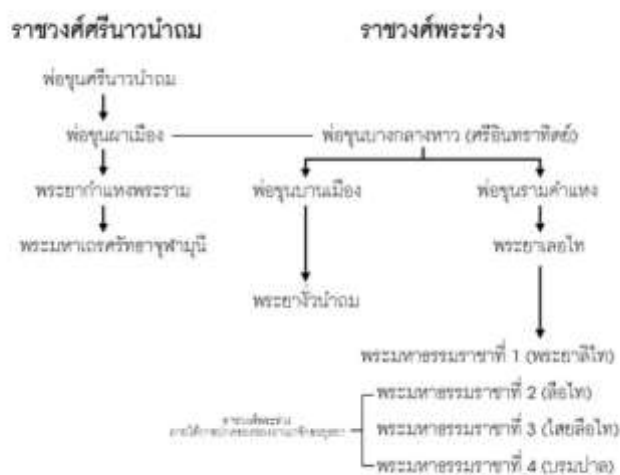 ราชวงศ์ศรีนาวนำถม
ราชวงศ์พระร่วง
พ่อขุนศรีนาวนำถม
พ่อขุนผาเมือง
พ่อขุนบางกลางหาว (ศรีอินทราทิตย์)
พระยากำแหงพระราม
พ่อขุนบานเมือง
พ่อขุนรามคำแหง
พระมหาเถรศรัทธาจุฬามุนี
พระยาเลอไท
พระยางัวนำถม
พระมหาธรรมราชาที่ 1 (พระยาลิไท)
พระมหาธรรมราชาที่ 2 (ลือไท)
ราชวงศ์พระร่วง
พระมหาธรรมราชาที่ 3 (ไสยลือไท)
พระมหาธรรมราชาที่ 4 (บรมปาล)